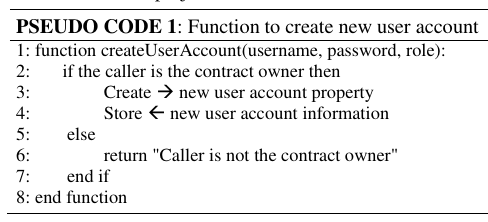 PSEUDO CODE 1: Function to create new user account
1: function createUserAccount(username, password, role):
2: if the caller is the contract owner then
3: Create → new user account property
4: Store ← new user account information
5: else
6: return "Caller is not the contract owner"
7: end if
8: end function